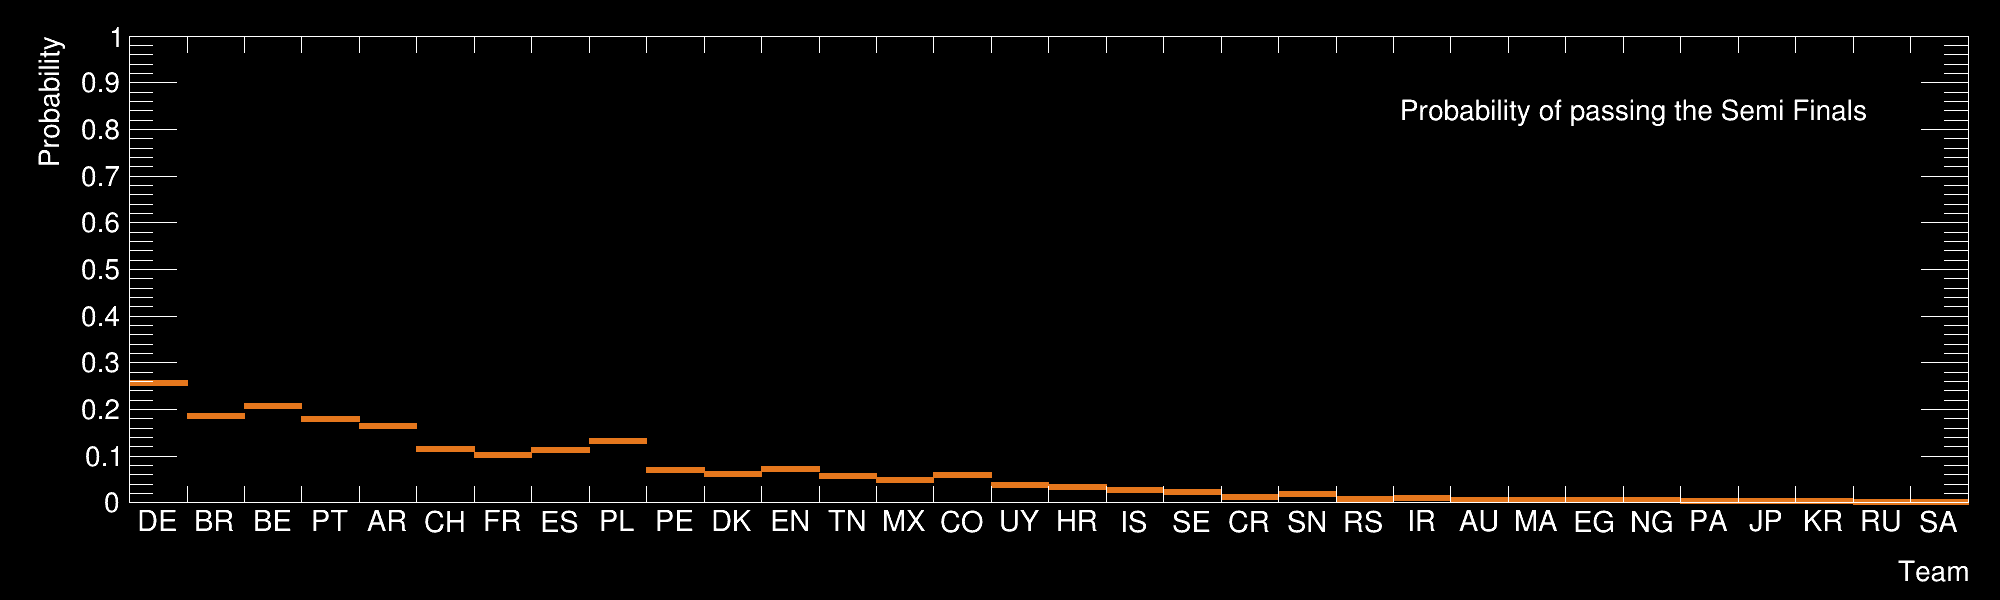 Probability
1
0.9
0.8
0.7
0.6
0.5
0.4
0.3
0.2
0.1
0
Probability of passing the Semi Finals
DE BR BE PT AR CH FR ES PL PE DK EN TN MX CO UY HR IS SE CR SN RS IR AU MA EG NG PA JP KR RU SA
Team